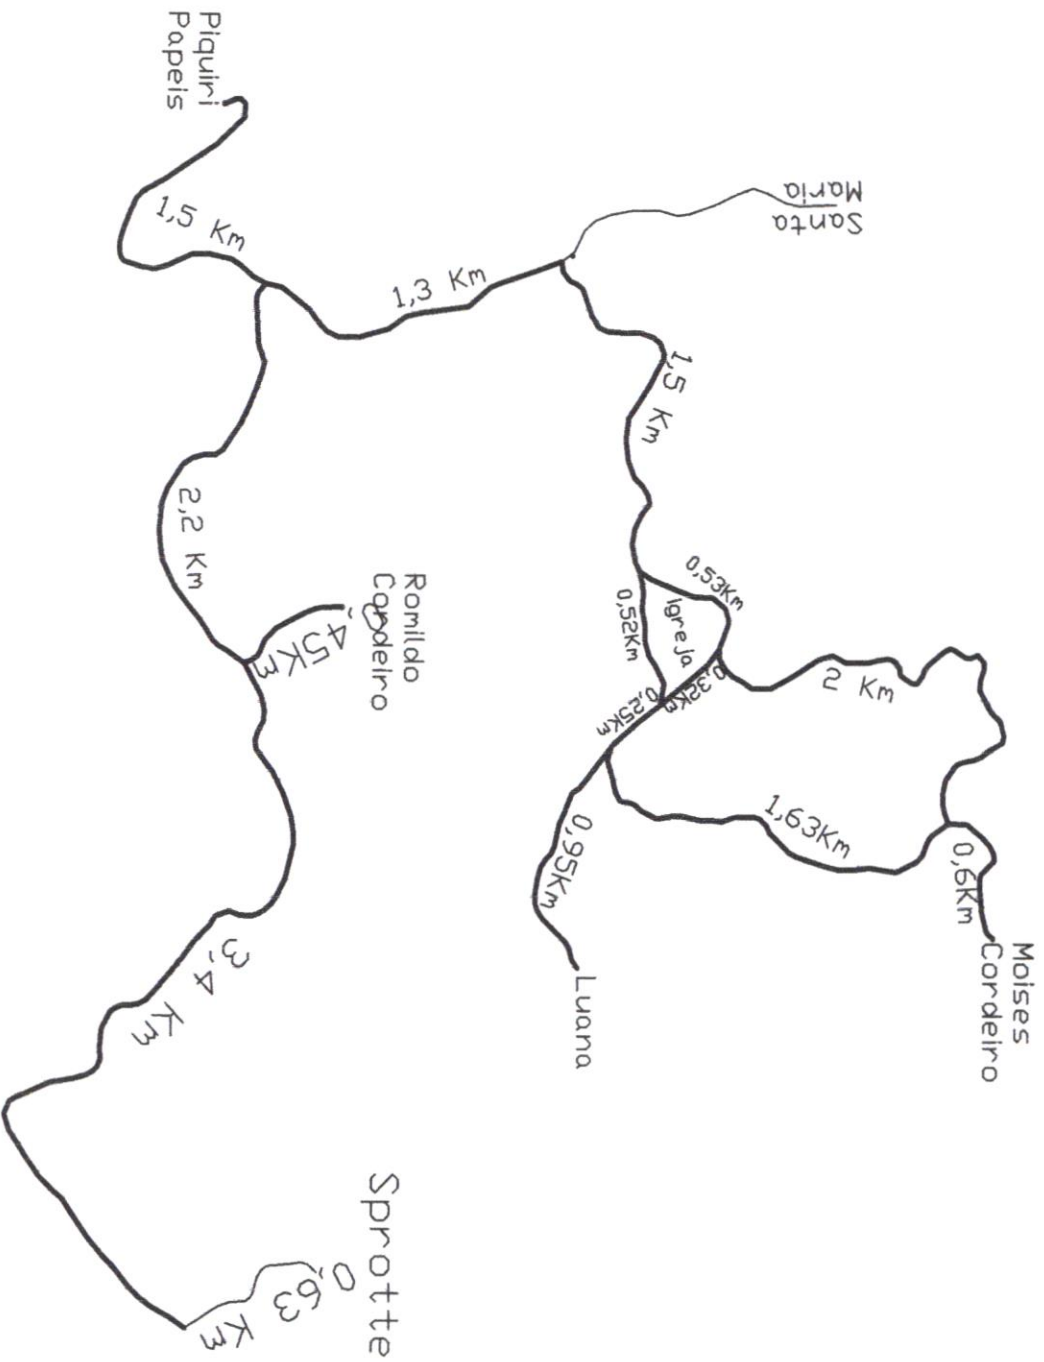 Piquiri
Papeis
1,5 Km
Santa
Maria
1,3 Km
1,5 Km
0,53Km
Igreja
0,52Km
0,32Km
0,25Km
2 Km
1,63Km
0,6Km
Moises
Cordeiro
0,95Km
Luana
2,2 Km
Romildo
Cordeiro
0,45Km
3,4 Km
Sprotte
0,63 Km